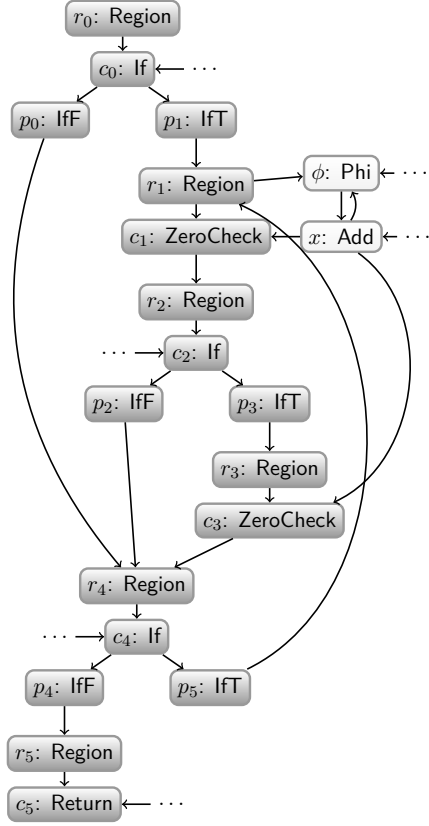 r₀: Region
c₀: If ···
p₀: IfF p₁: IfT
r₁: Region ϕ: Phi ···
c₁: ZeroCheck x: Add ···
r₂: Region
··· c₂: If
p₂: IfF p₃: IfT
r₃: Region
c₃: ZeroCheck
r₄: Region
··· c₄: If
p₄: IfF p₅: IfT
r₅: Region
c₅: Return ···